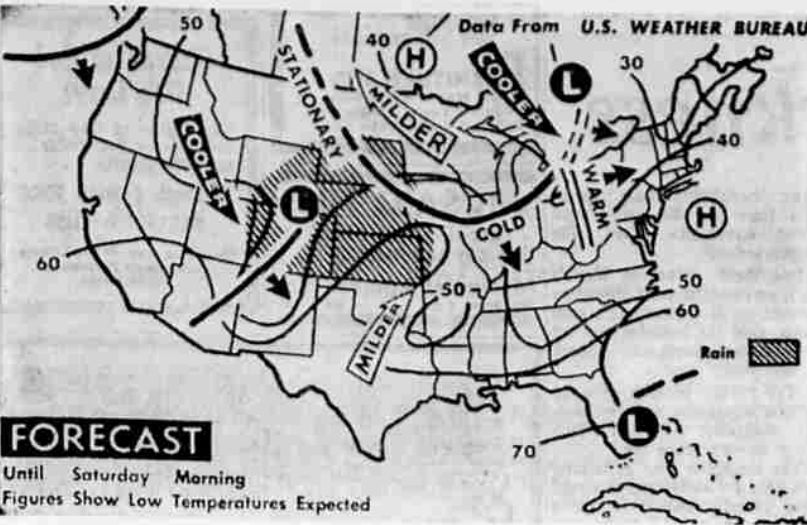 Data From U.S. WEATHER BUREAU
50
40
H
L
30
STATIONARY
COOLER
MILDER
40
COOLER
WARM
L
H
COLD
60
50
50
60
MILDER
Rain
L
70
FORECAST
Until Saturday Morning
Figures Show Low Temperatures Expected